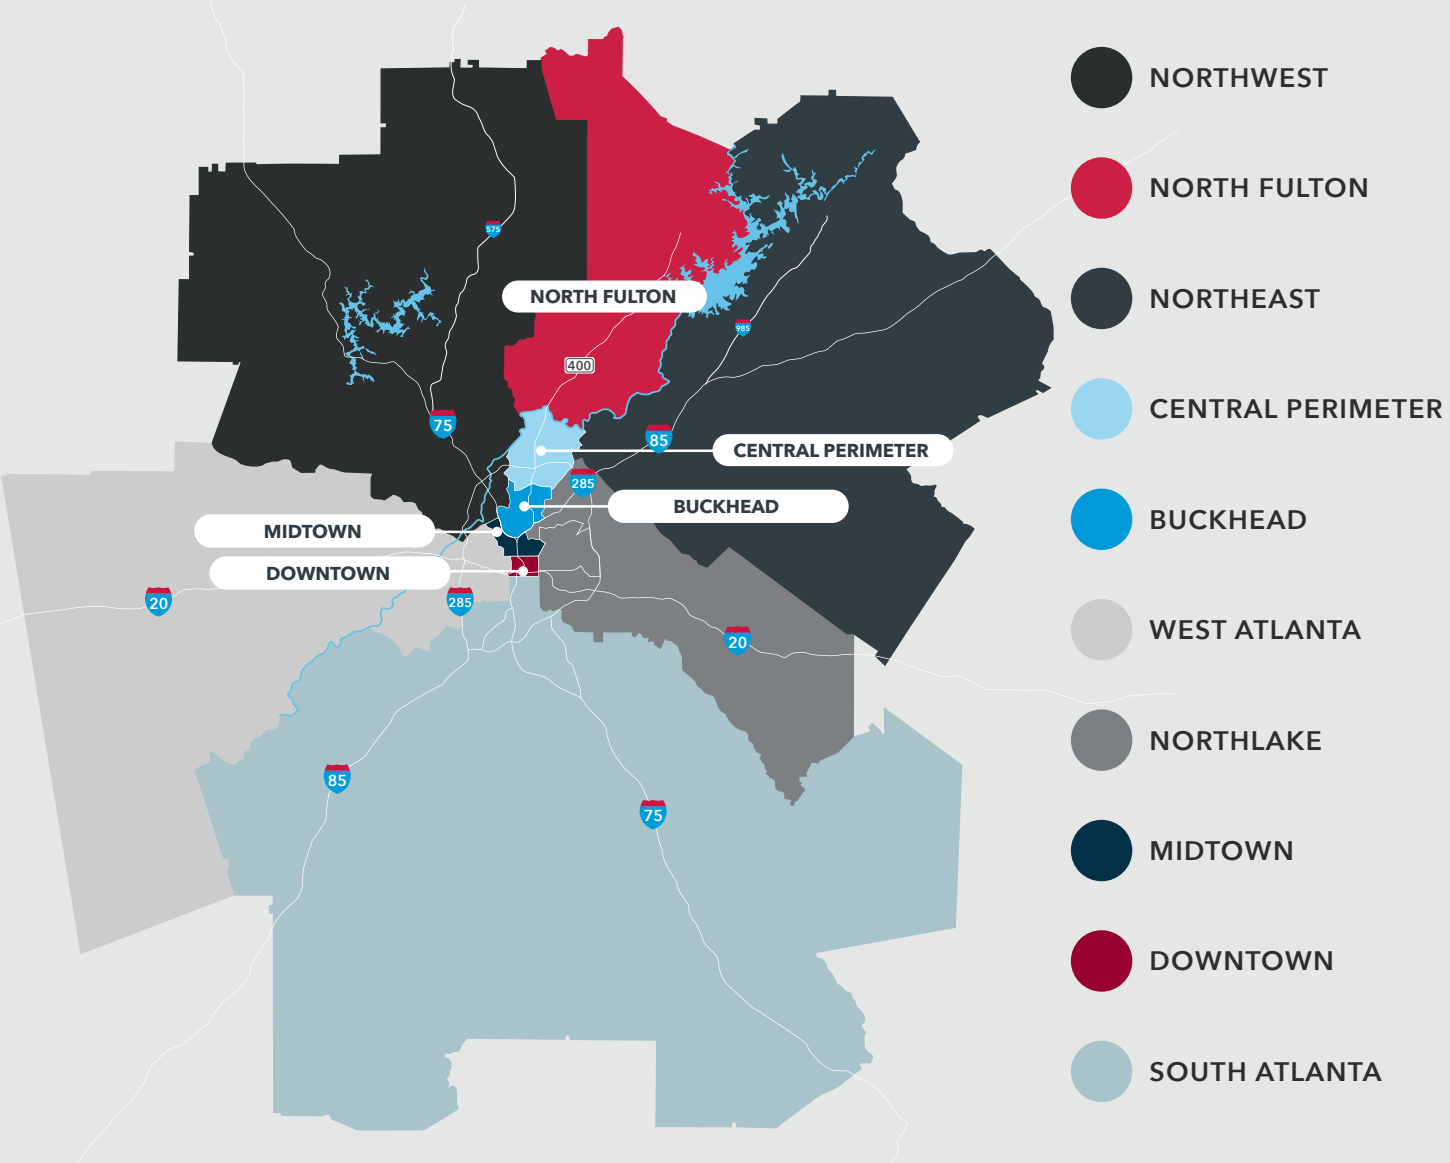 NORTHWEST
NORTH FULTON
NORTHEAST
CENTRAL PERIMETER
BUCKHEAD
WEST ATLANTA
NORTHLAKE
MIDTOWN
DOWNTOWN
SOUTH ATLANTA
575
NORTH FULTON
985
400
75
85
CENTRAL PERIMETER
285
BUCKHEAD
MIDTOWN
DOWNTOWN
20
285
20
85
75